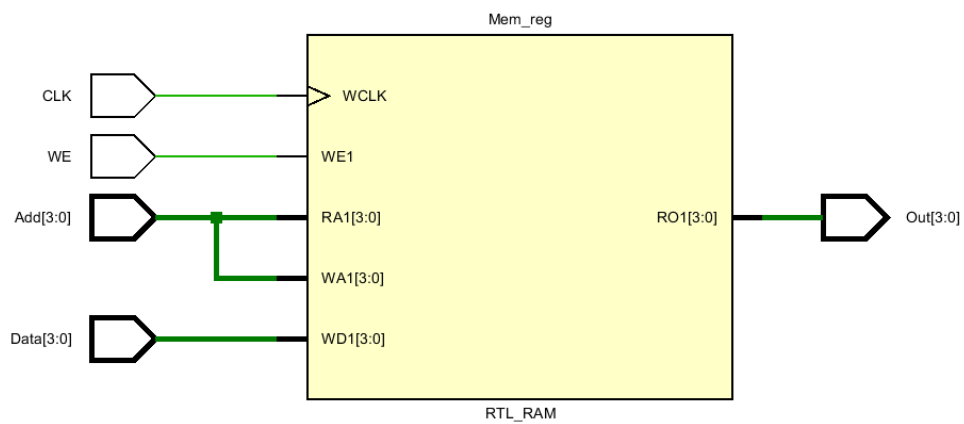 Mem_reg
CLK
WCLK
WE
WE1
Add[3:0]
RA1[3:0]
RO1[3:0]
Out[3:0]
WA1[3:0]
Data[3:0]
WD1[3:0]
RTL_RAM